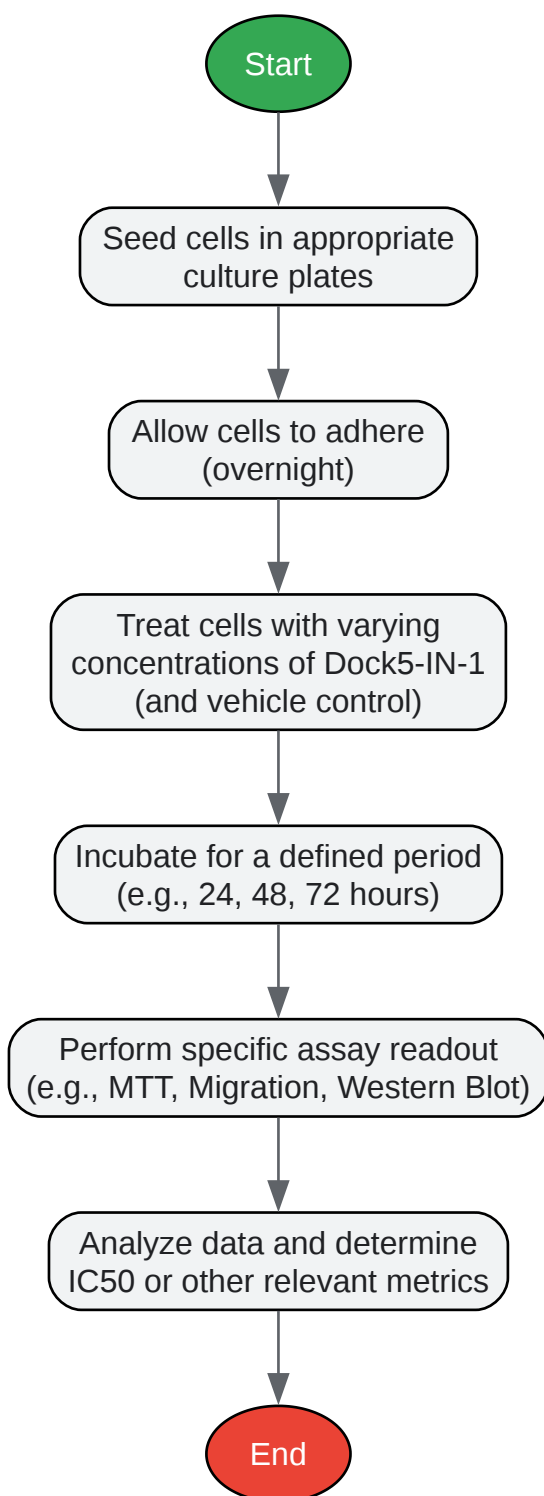 Start
Seed cells in appropriate
culture plates
Allow cells to adhere
(overnight)
Treat cells with varying
concentrations of Dock5-IN-1
(and vehicle control)
Incubate for a defined period
(e.g., 24, 48, 72 hours)
Perform specific assay readout
(e.g., MTT, Migration, Western Blot)
Analyze data and determine
IC50 or other relevant metrics
End